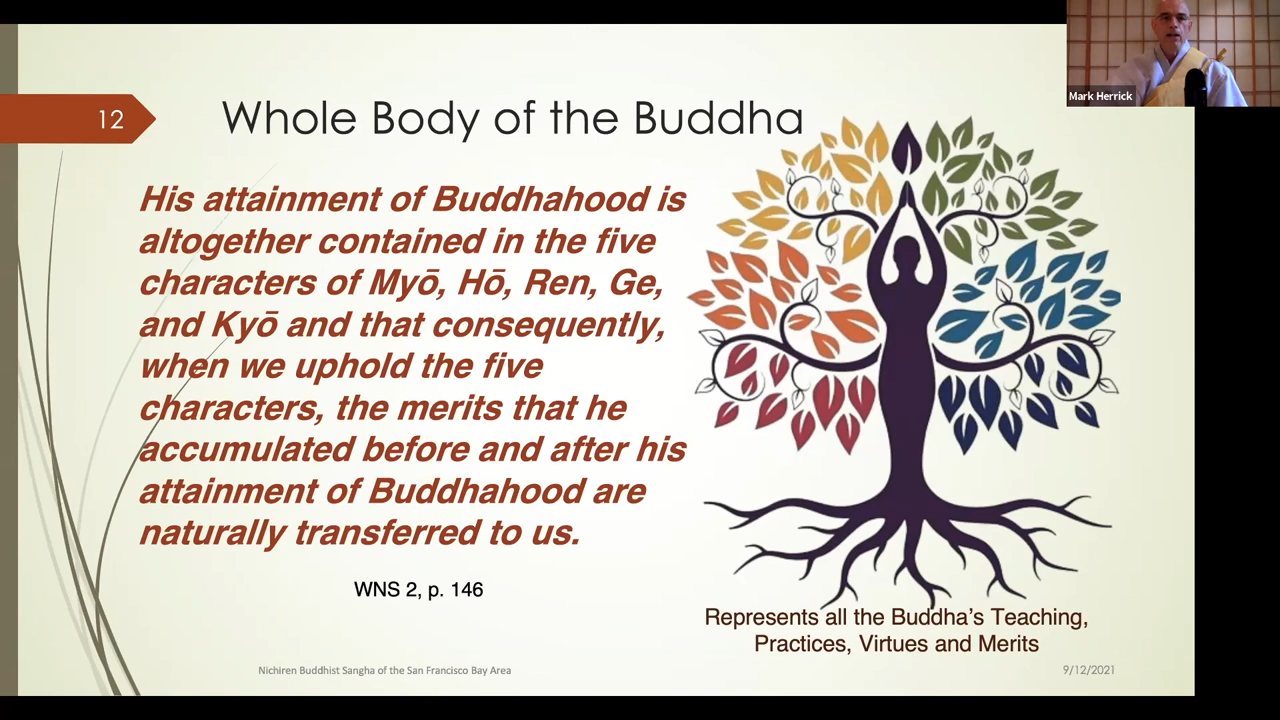 Mark Herrick
12
Whole Body of the Buddha
His attainment of Buddhahood is
altogether contained in the five
characters of Myō, Hō, Ren, Ge,
and Kyō and that consequently,
when we uphold the five
characters, the merits that he
accumulated before and after his
attainment of Buddhahood are
naturally transferred to us.
WNS 2, p. 146
Represents all the Buddha’s Teaching,
Practices, Virtues and Merits
Nichiren Buddhist Sangha of the San Francisco Bay Area
9/12/2021